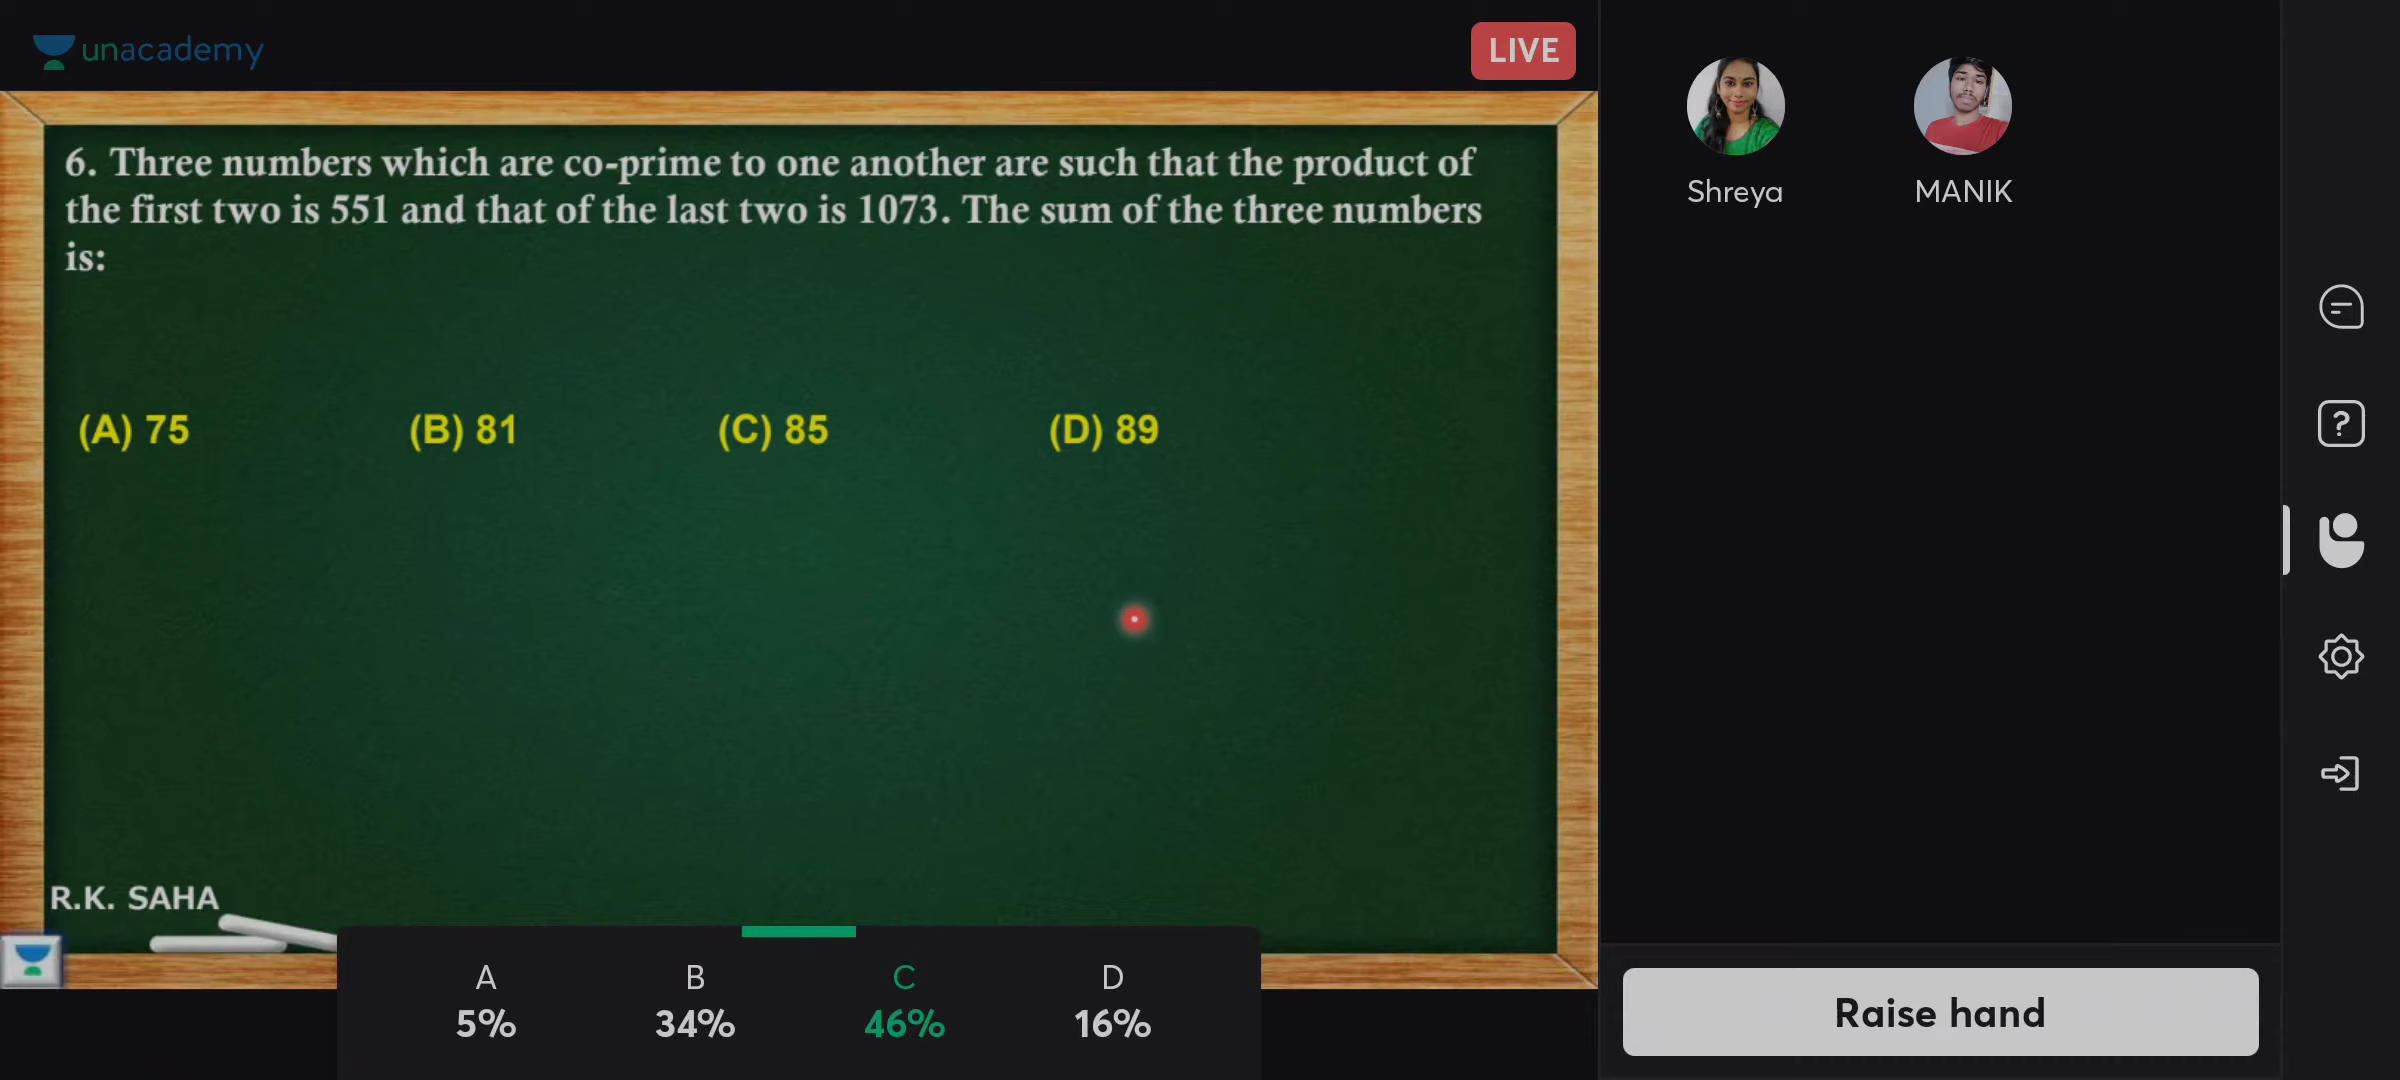 unacademy
LIVE
6. Three numbers which are co-prime to one another are such that the product of
the first two is 551 and that of the last two is 1073. The sum of the three numbers
is:
(A) 75 (B) 81 (C) 85 (D) 89
R.K. SAHA
A B C D
5% 34% 46% 16%
Shreya MANIK
?
Raise hand